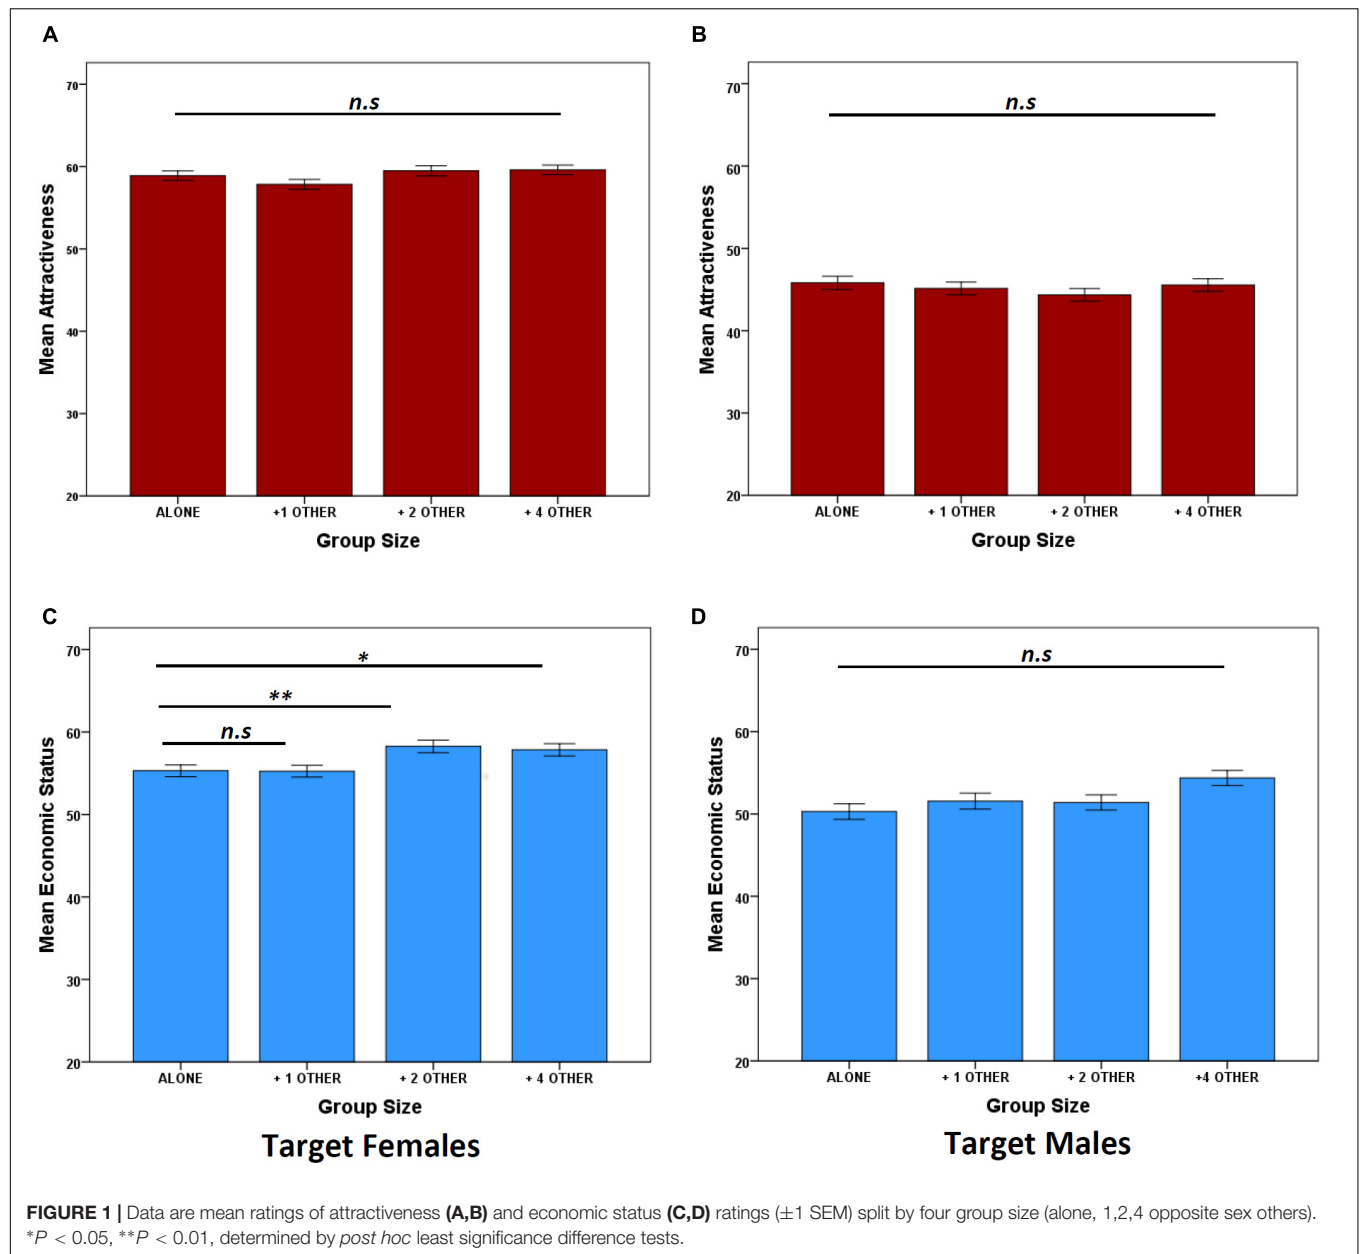 A
B
n.s
n.s
70
60
50
40
30
20
70
60
50
40
30
20
Mean Attractiveness
Mean Attractiveness
ALONE +1 OTHER + 2 OTHER + 4 OTHER
ALONE + 1 OTHER + 2 OTHER + 4 OTHER
Group Size
Group Size
C
D
*
**
n.s
n.s
70
60
50
40
30
20
70
60
50
40
30
20
Mean Economic Status
Mean Economic Status
ALONE + 1 OTHER + 2 OTHER + 4 OTHER
ALONE + 1 OTHER + 2 OTHER +4 OTHER
Group Size
Group Size
Target Females
Target Males
FIGURE 1 | Data are mean ratings of attractiveness (A,B) and economic status (C,D) ratings (±1 SEM) split by four group size (alone, 1,2,4 opposite sex others).
*P < 0.05, **P < 0.01, determined by post hoc least significance difference tests.